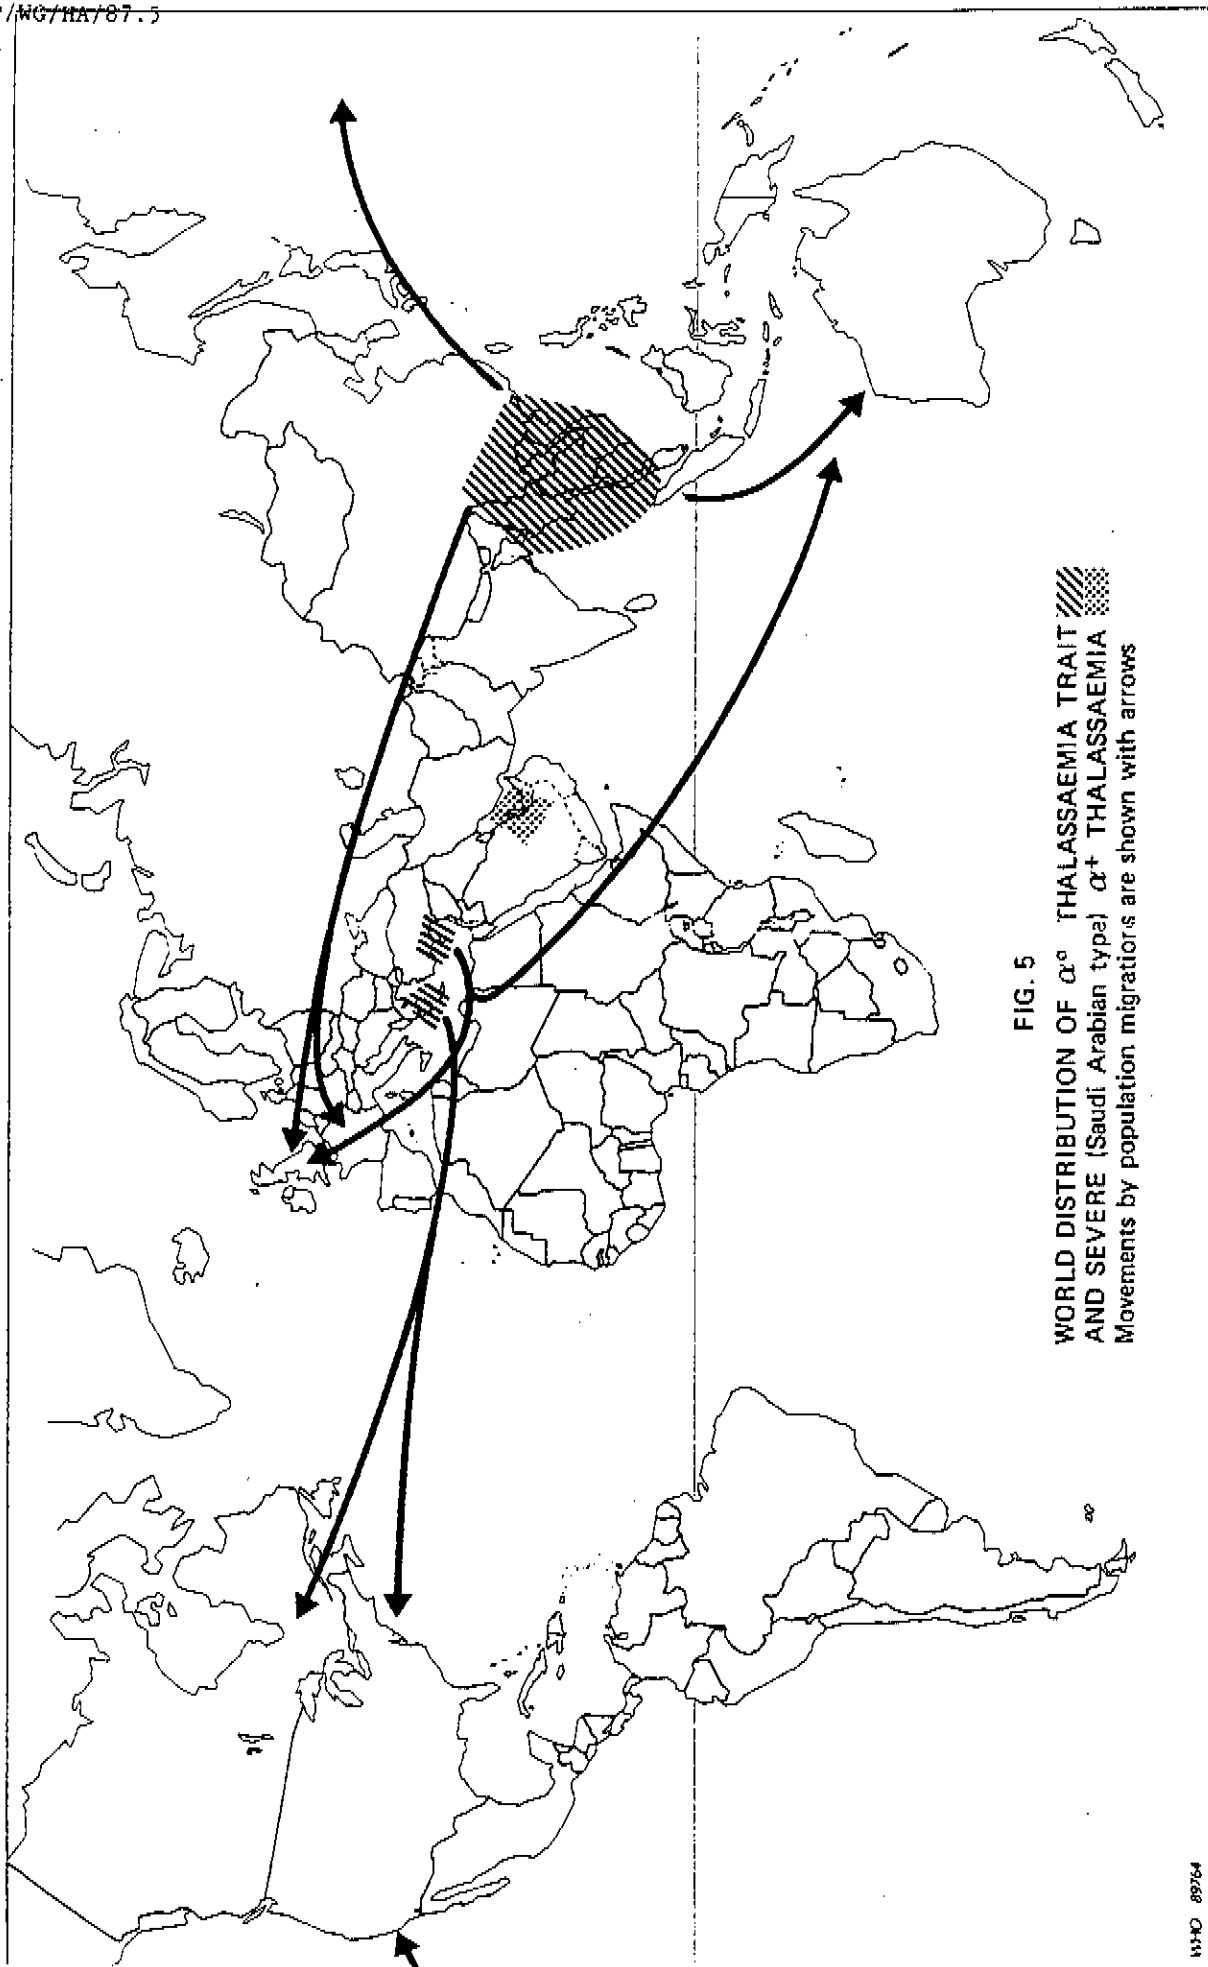 /WG/HA/87.5
FIG. 5
WORLD DISTRIBUTION OF α° THALASSAEMIA TRAIT
AND SEVERE (Saudi Arabian type) α+ THALASSAEMIA
Movements by population migrations are shown with arrows
WHO 89764